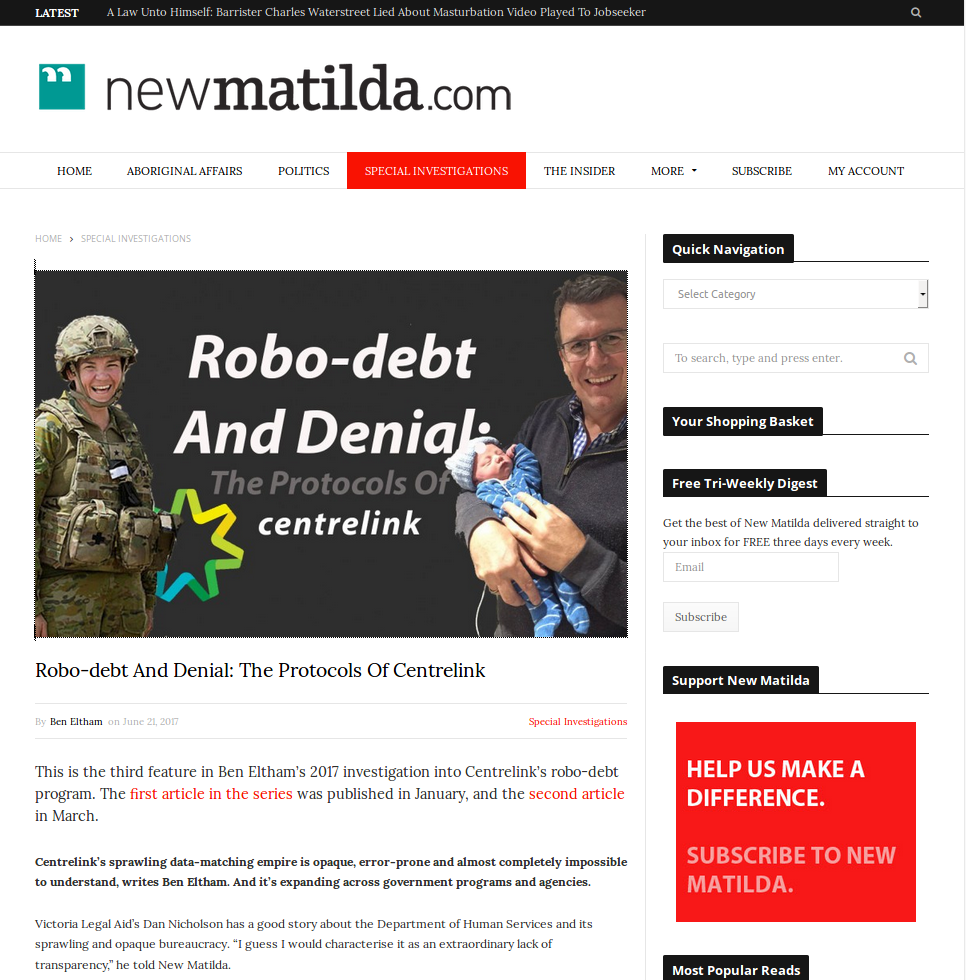 LATEST A Law Unto Himself: Barrister Charles Waterstreet Lied About Masturbation Video Played To Jobseeker
newmatilda.com
HOME ABORIGINAL AFFAIRS POLITICS SPECIAL INVESTIGATIONS THE INSIDER MORE SUBSCRIBE MY ACCOUNT
HOME > SPECIAL INVESTIGATIONS
Robo-debt
And Denial:
The Protocols Of
centrelink
Robo-debt And Denial: The Protocols Of Centrelink
By Ben Eltham on June 21, 2017 Special Investigations
This is the third feature in Ben Eltham’s 2017 investigation into Centrelink’s robo-debt
program. The first article in the series was published in January, and the second article
in March.
Centrelink’s sprawling data-matching empire is opaque, error-prone and almost completely impossible
to understand, writes Ben Eltham. And it’s expanding across government programs and agencies.
Victoria Legal Aid’s Dan Nicholson has a good story about the Department of Human Services and its
sprawling and opaque bureaucracy. “I guess I would characterise it as an extraordinary lack of
transparency,” he told New Matilda.
Quick Navigation
Select Category
To search, type and press enter.
Your Shopping Basket
Free Tri-Weekly Digest
Get the best of New Matilda delivered straight to
your inbox for FREE three days every week.
Email
Subscribe
Support New Matilda
HELP US MAKE A
DIFFERENCE.
SUBSCRIBE TO NEW
MATILDA.
Most Popular Reads